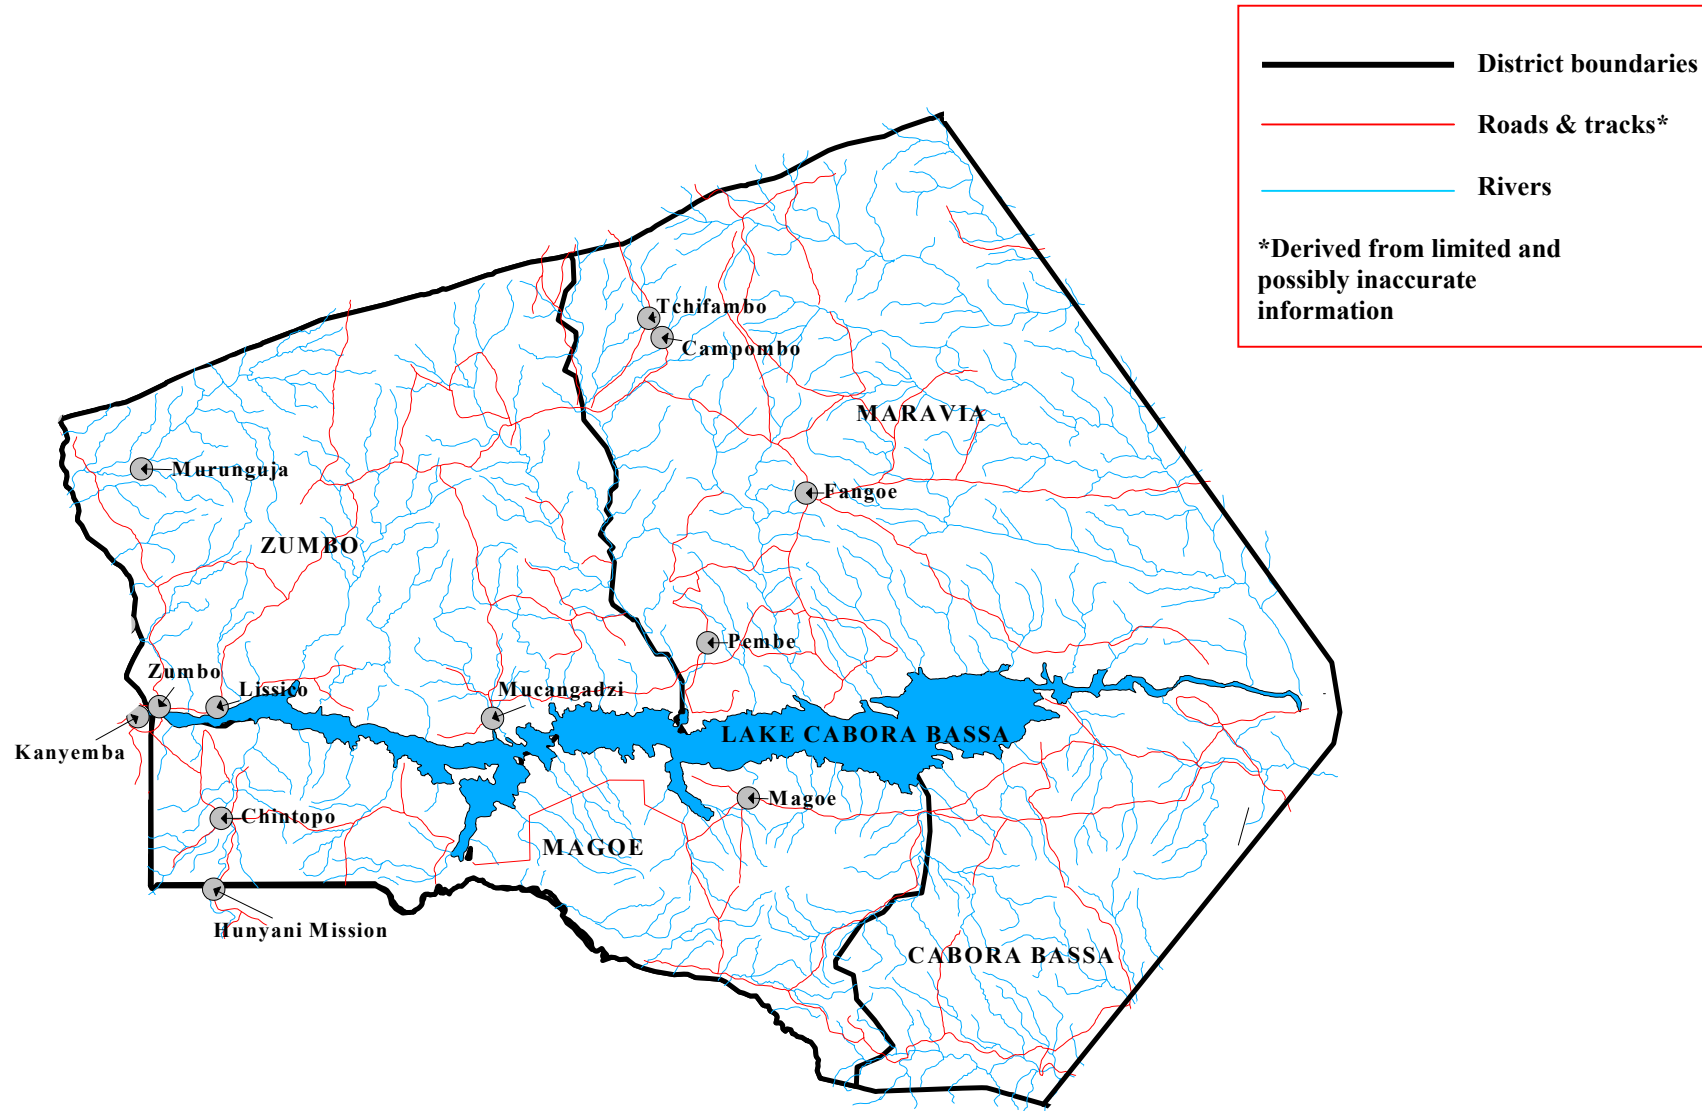 District boundaries
Roads & tracks*
Rivers
*Derived from limited and
possibly inaccurate
information
Tchifambo
Campombo
MARAVIA
Murunguja
Fangoe
ZUMBO
Pembe
Zumbo
Lissico
Mucangadzi
Kanyemba
LAKE CABORA BASSA
Magoe
Chintopo
MAGOE
Hunyani Mission
CABORA BASSA